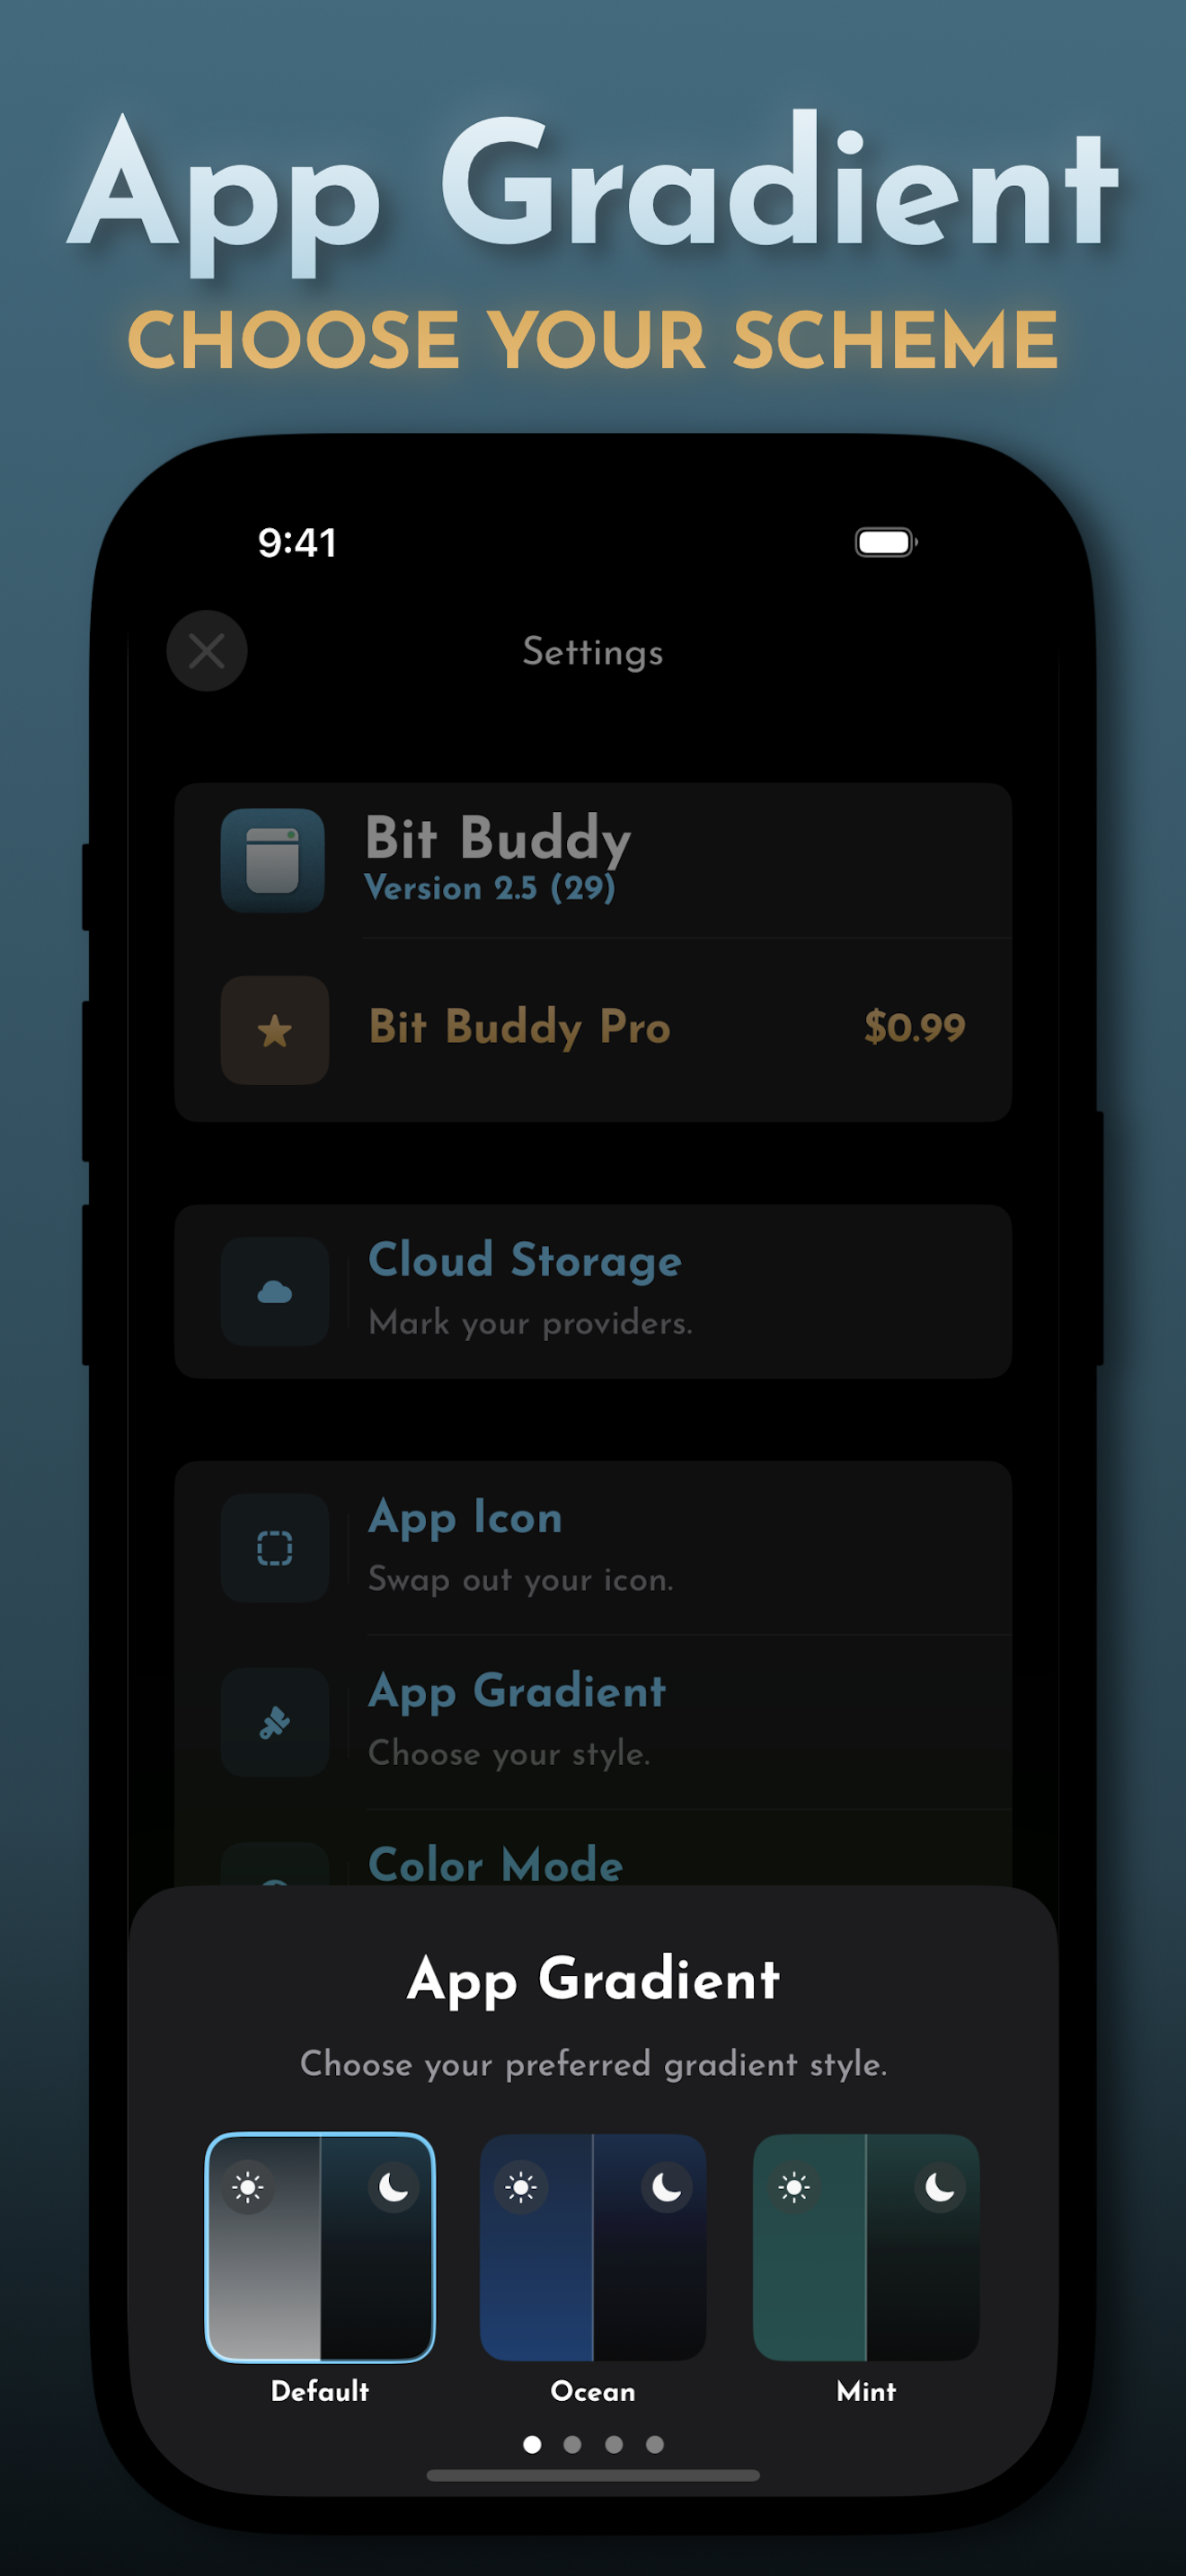 App Gradient
CHOOSE YOUR SCHEME
9:41
Settings
Bit Buddy
Version 2.5 (29)
Bit Buddy Pro $0.99
Cloud Storage
Mark your providers.
App Icon
Swap out your icon.
App Gradient
Choose your style.
Color Mode
App Gradient
Choose your preferred gradient style.
Default Ocean Mint